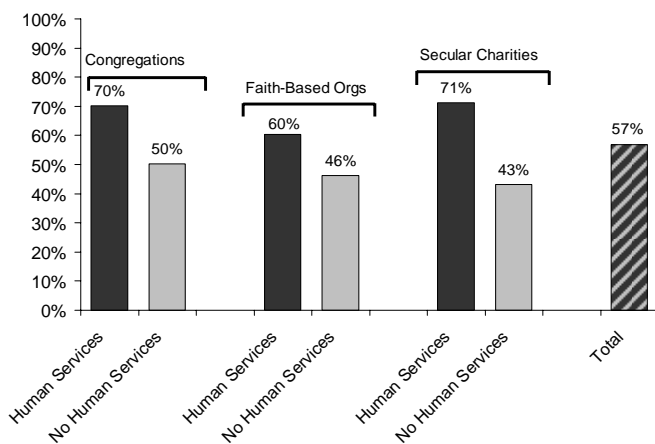 100%
90%
80%
70%
60%
50%
40%
30%
20%
10%
0%
Congregations
70%
50%
Faith-Based Orgs
60%
46%
Secular Charities
71%
43%
57%
Human Services
No Human Services
Human Services
No Human Services
Human Services
No Human Services
Total